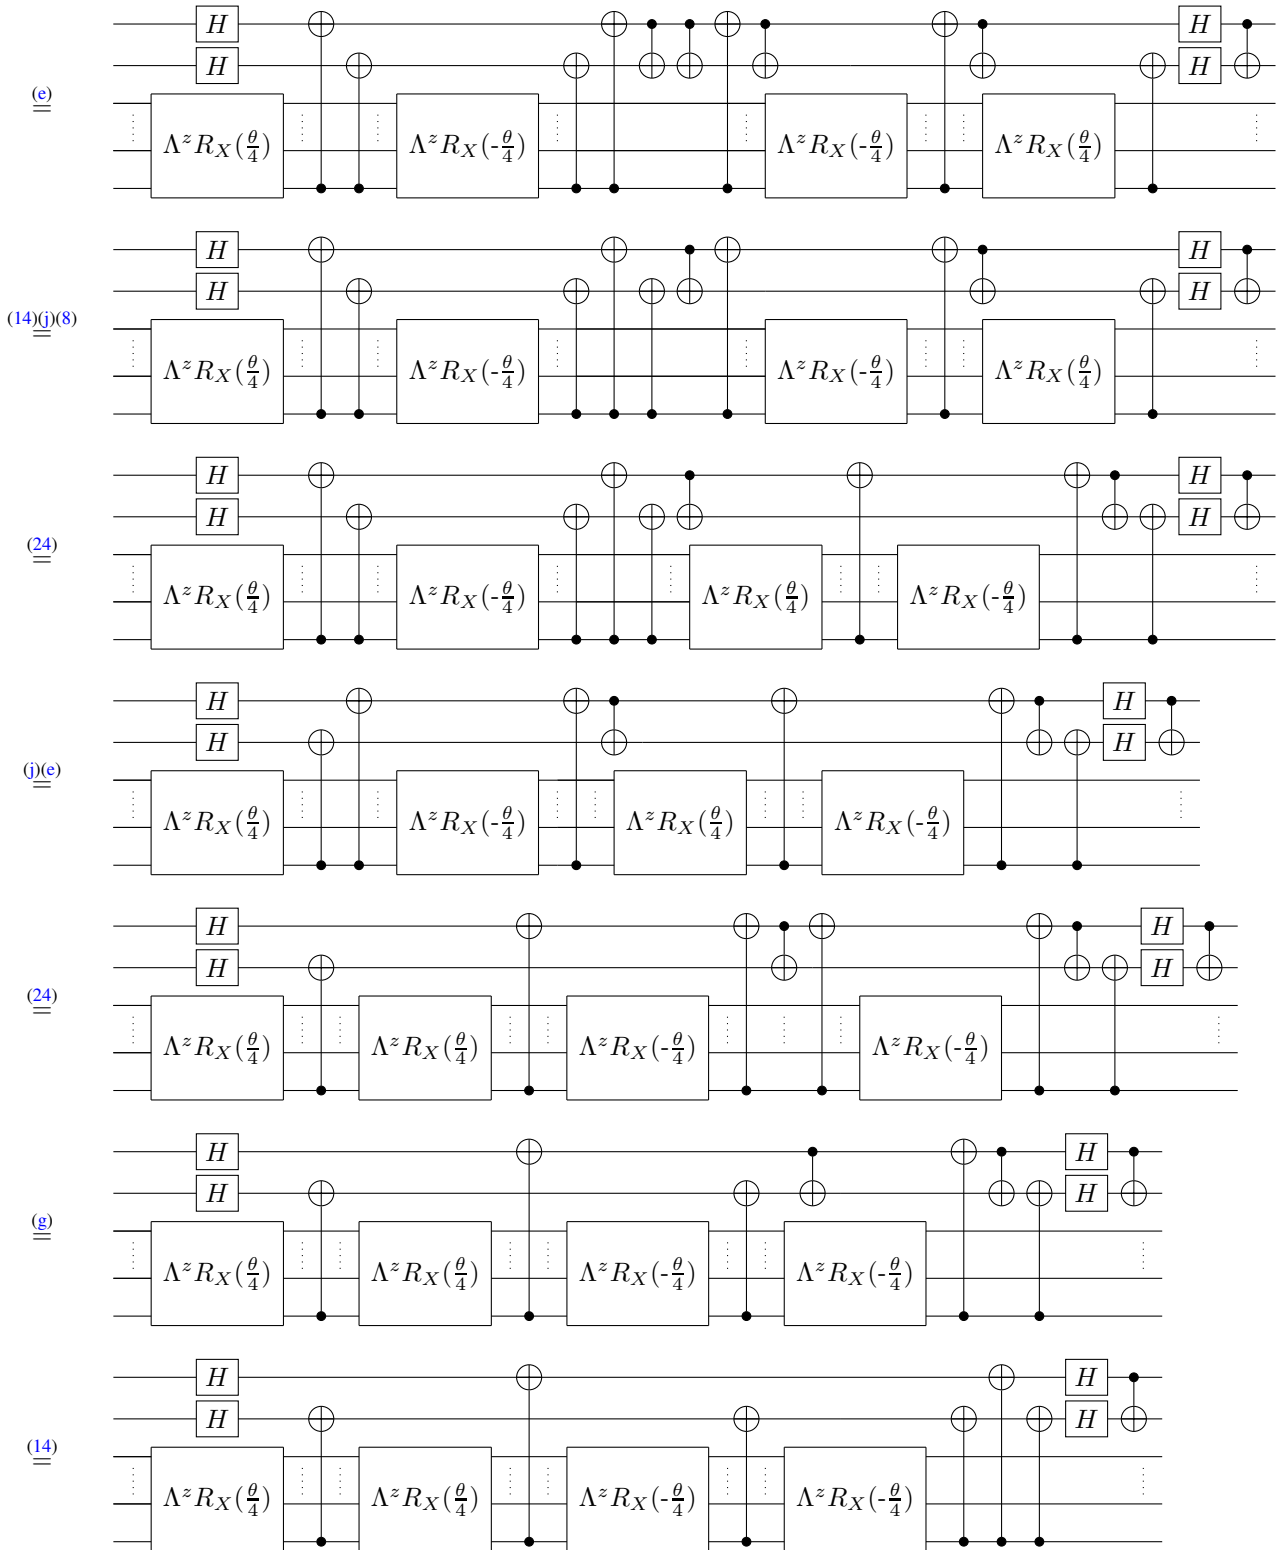 H H
H H
(e)
=
Λ^z R_X(θ/4) Λ^z R_X(-θ/4) Λ^z R_X(-θ/4) Λ^z R_X(θ/4)
H H
H H
(14)(j)(8)
=
Λ^z R_X(θ/4) Λ^z R_X(-θ/4) Λ^z R_X(-θ/4) Λ^z R_X(θ/4)
H H
H H
(24)
=
Λ^z R_X(θ/4) Λ^z R_X(-θ/4) Λ^z R_X(θ/4) Λ^z R_X(-θ/4)
H H
H H
(j)(e)
=
Λ^z R_X(θ/4) Λ^z R_X(-θ/4) Λ^z R_X(θ/4) Λ^z R_X(-θ/4)
H H
H H
(24)
=
Λ^z R_X(θ/4) Λ^z R_X(θ/4) Λ^z R_X(-θ/4) Λ^z R_X(-θ/4)
H H
H H
(g)
=
Λ^z R_X(θ/4) Λ^z R_X(θ/4) Λ^z R_X(-θ/4) Λ^z R_X(-θ/4)
H H
H H
(14)
=
Λ^z R_X(θ/4) Λ^z R_X(θ/4) Λ^z R_X(-θ/4) Λ^z R_X(-θ/4)